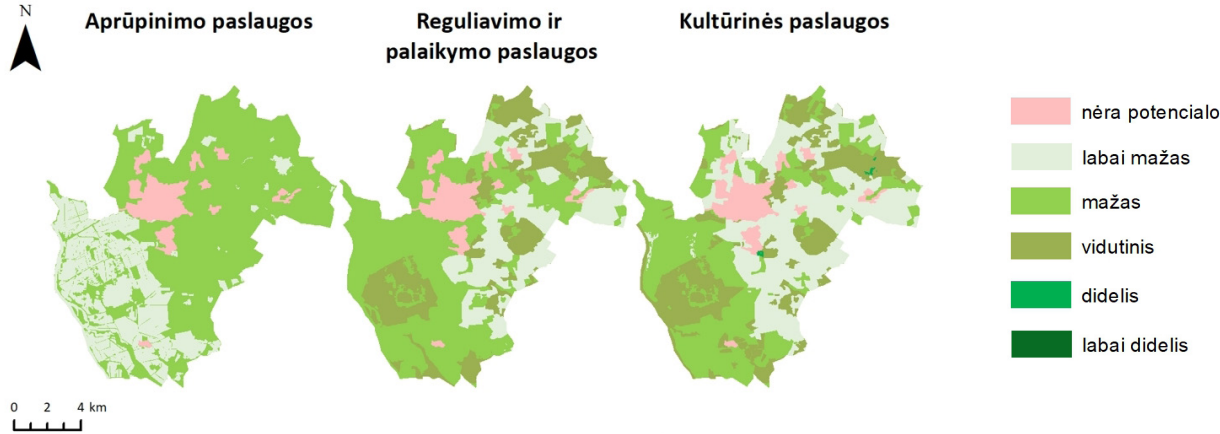 N
Aprūpinimo paslaugos
Reguliavimo ir
palaikymo paslaugos
Kultūrinės paslaugos
nėra potencialo
labai mažas
mažas
vidutinis
didelis
labai didelis
0 2 4 km